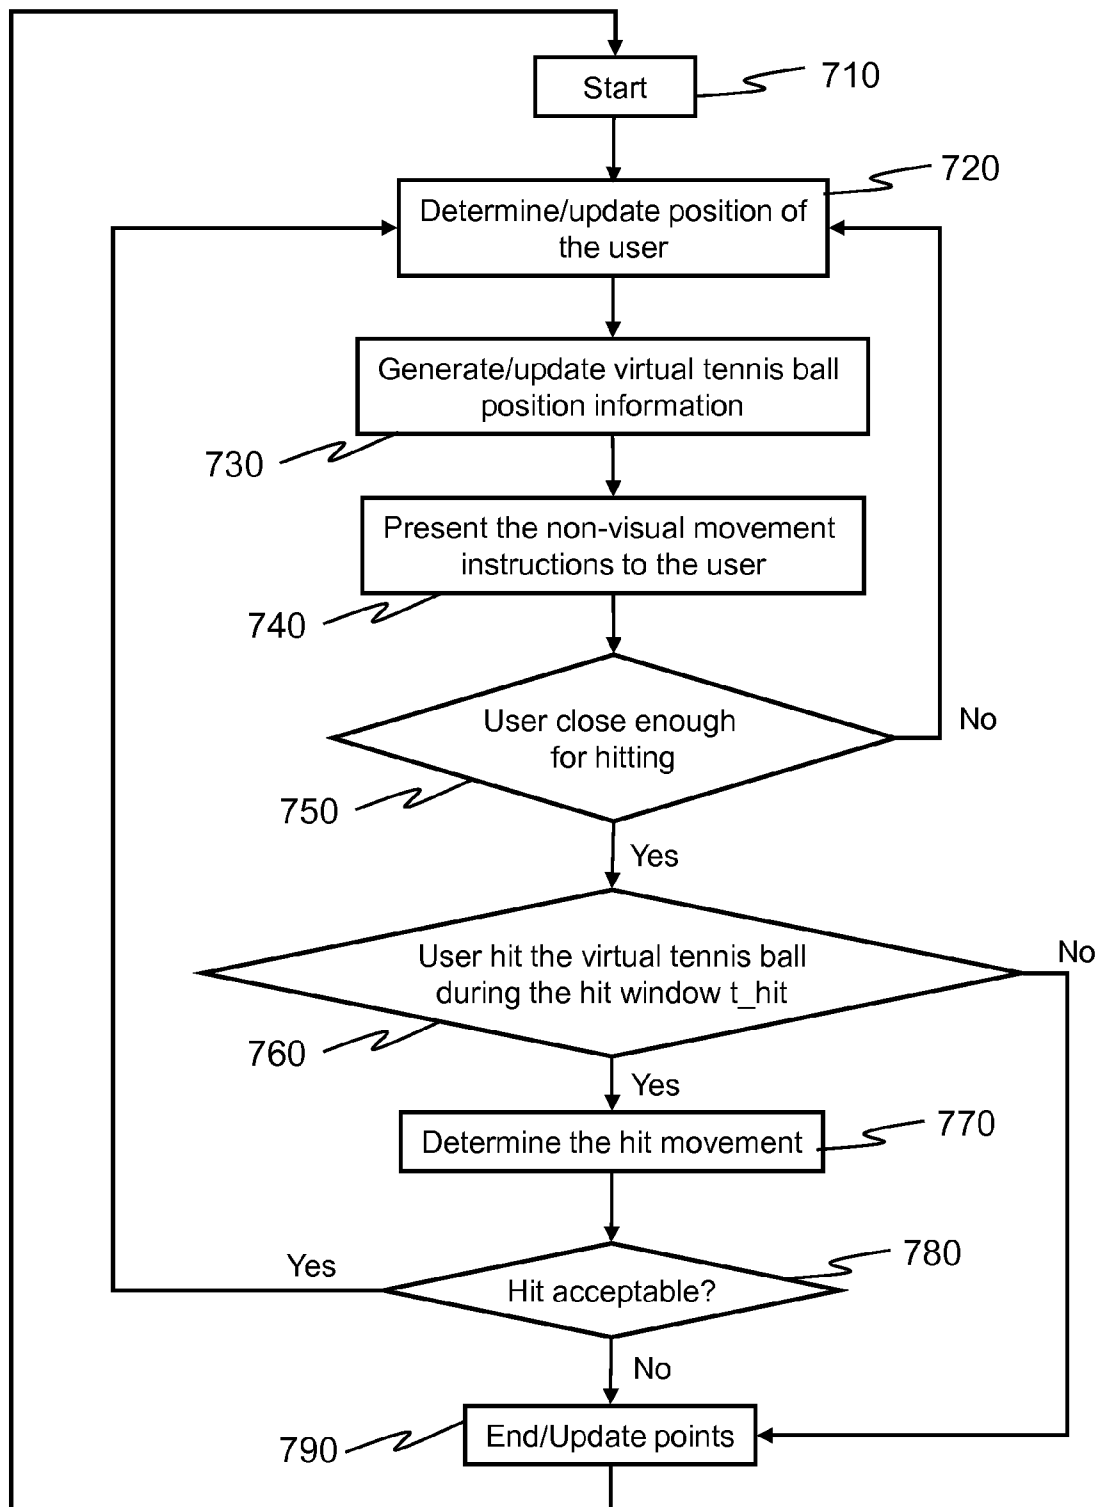 Start
710
720
Determine/update position of
the user
Generate/update virtual tennis ball
position information
730
Present the non-visual movement
instructions to the user
740
User close enough
for hitting
No
750
Yes
User hit the virtual tennis ball
during the hit window t_hit
No
760
Yes
Determine the hit movement
770
780
Yes
Hit acceptable?
No
End/Update points
790